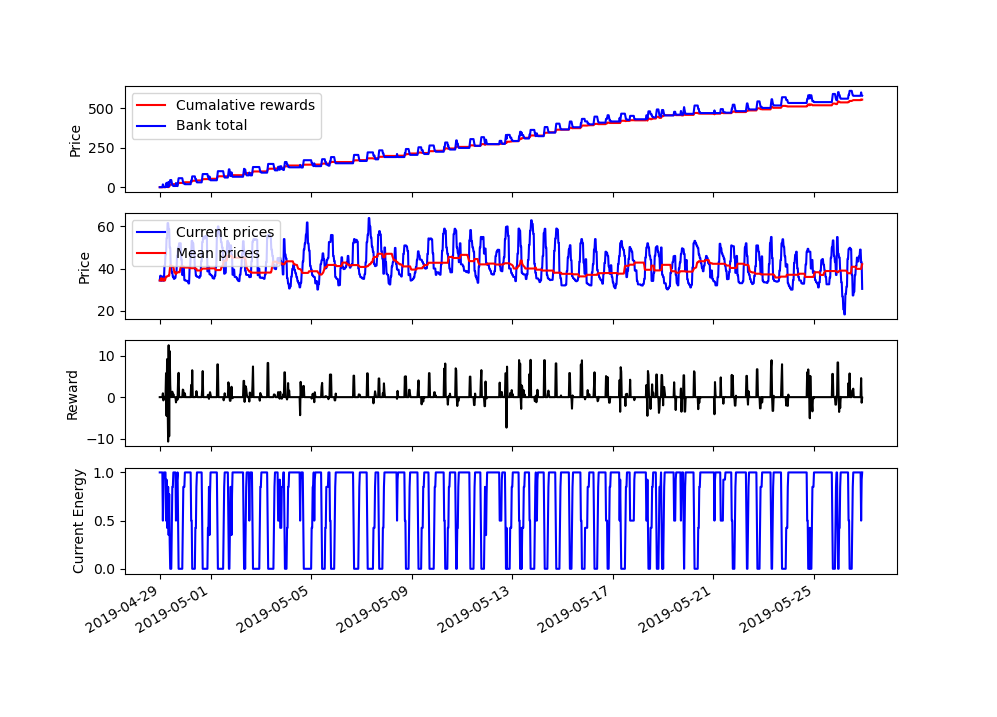 Price
500
250
0
Cumalative rewards
Bank total
Price
60
40
20
Current prices
Mean prices
Reward
10
0
−10
Current Energy
1.0
0.5
0.0
2019-04-29
2019-05-01
2019-05-05
2019-05-09
2019-05-13
2019-05-17
2019-05-21
2019-05-25